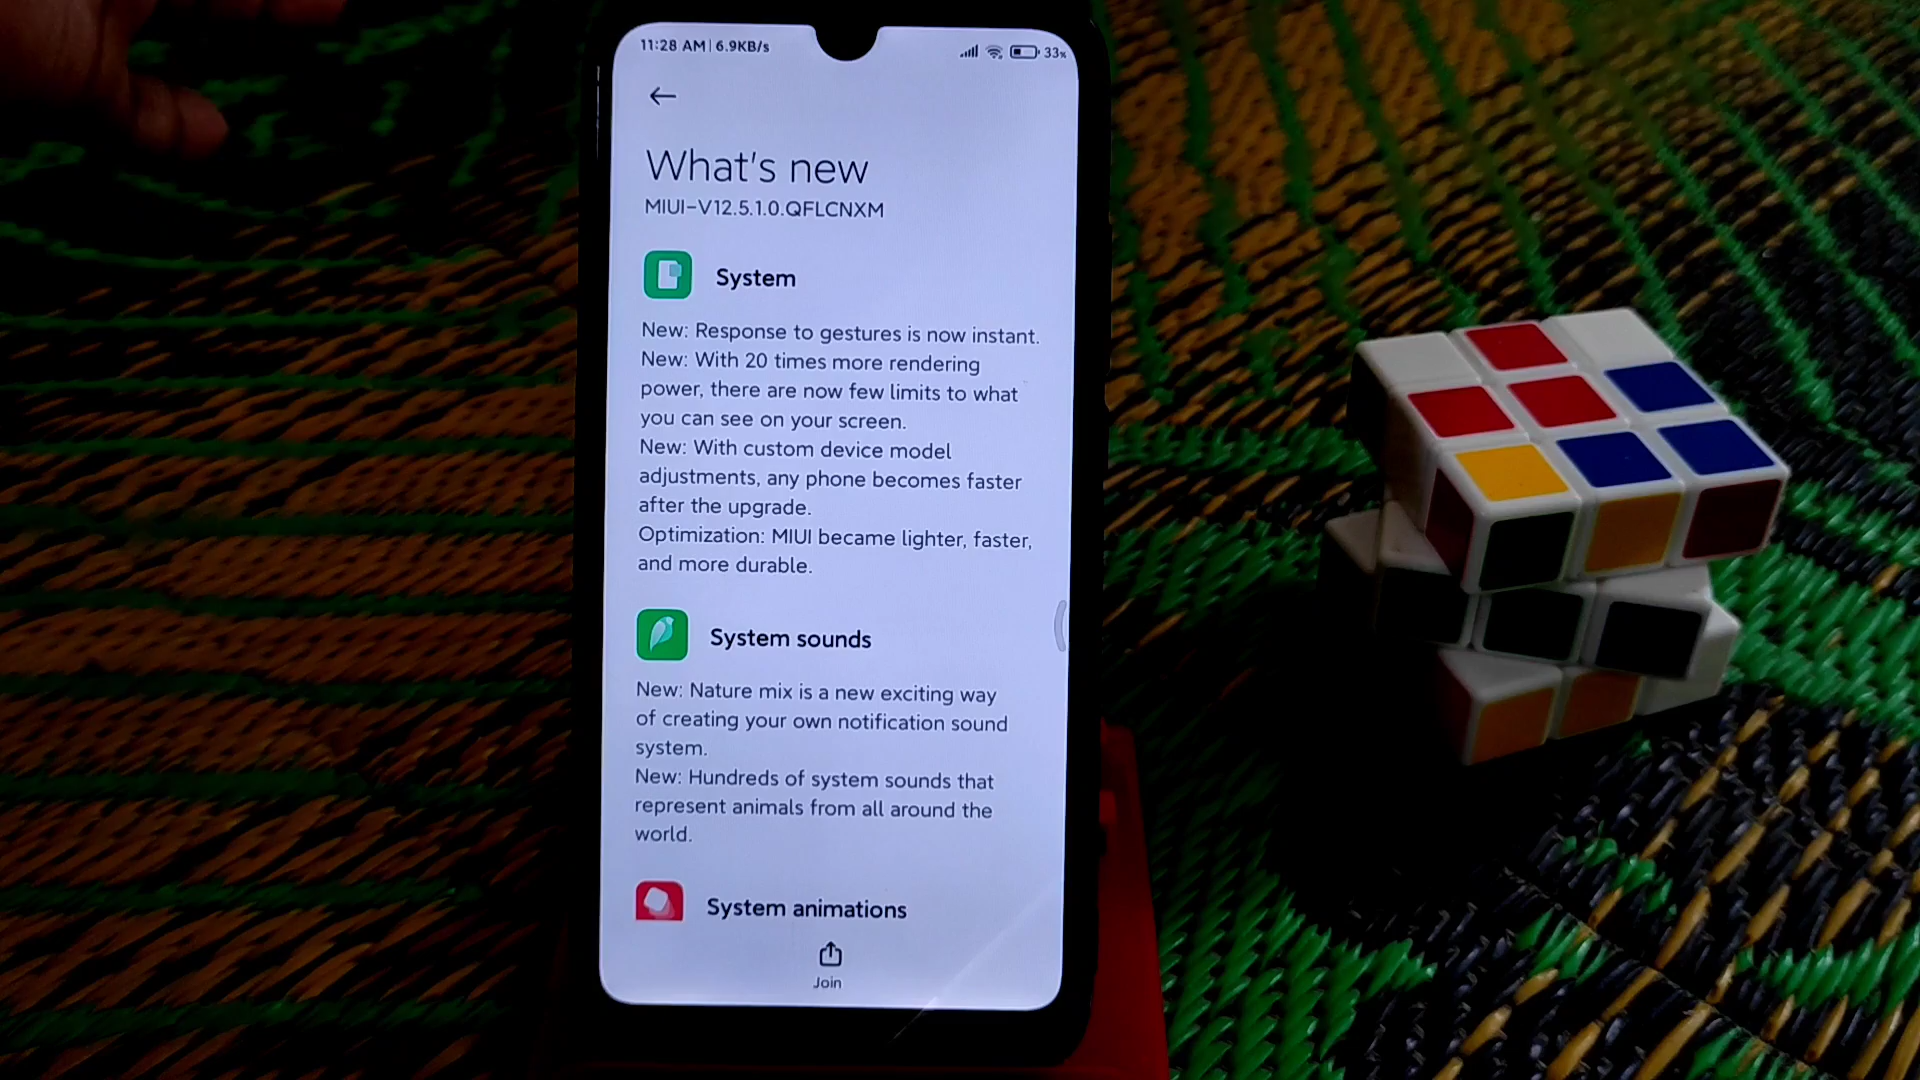 11:28 AM | 6.9KB/s
33%
What's new
MIUI-V12.5.1.0.QFLCNXM
System
New: Response to gestures is now instant.
New: With 20 times more rendering
power, there are now few limits to what
you can see on your screen.
New: With custom device model
adjustments, any phone becomes faster
after the upgrade.
Optimization: MIUI became lighter, faster,
and more durable.
System sounds
New: Nature mix is a new exciting way
of creating your own notification sound
system.
New: Hundreds of system sounds that
represent animals from all around the
world.
System animations
Join